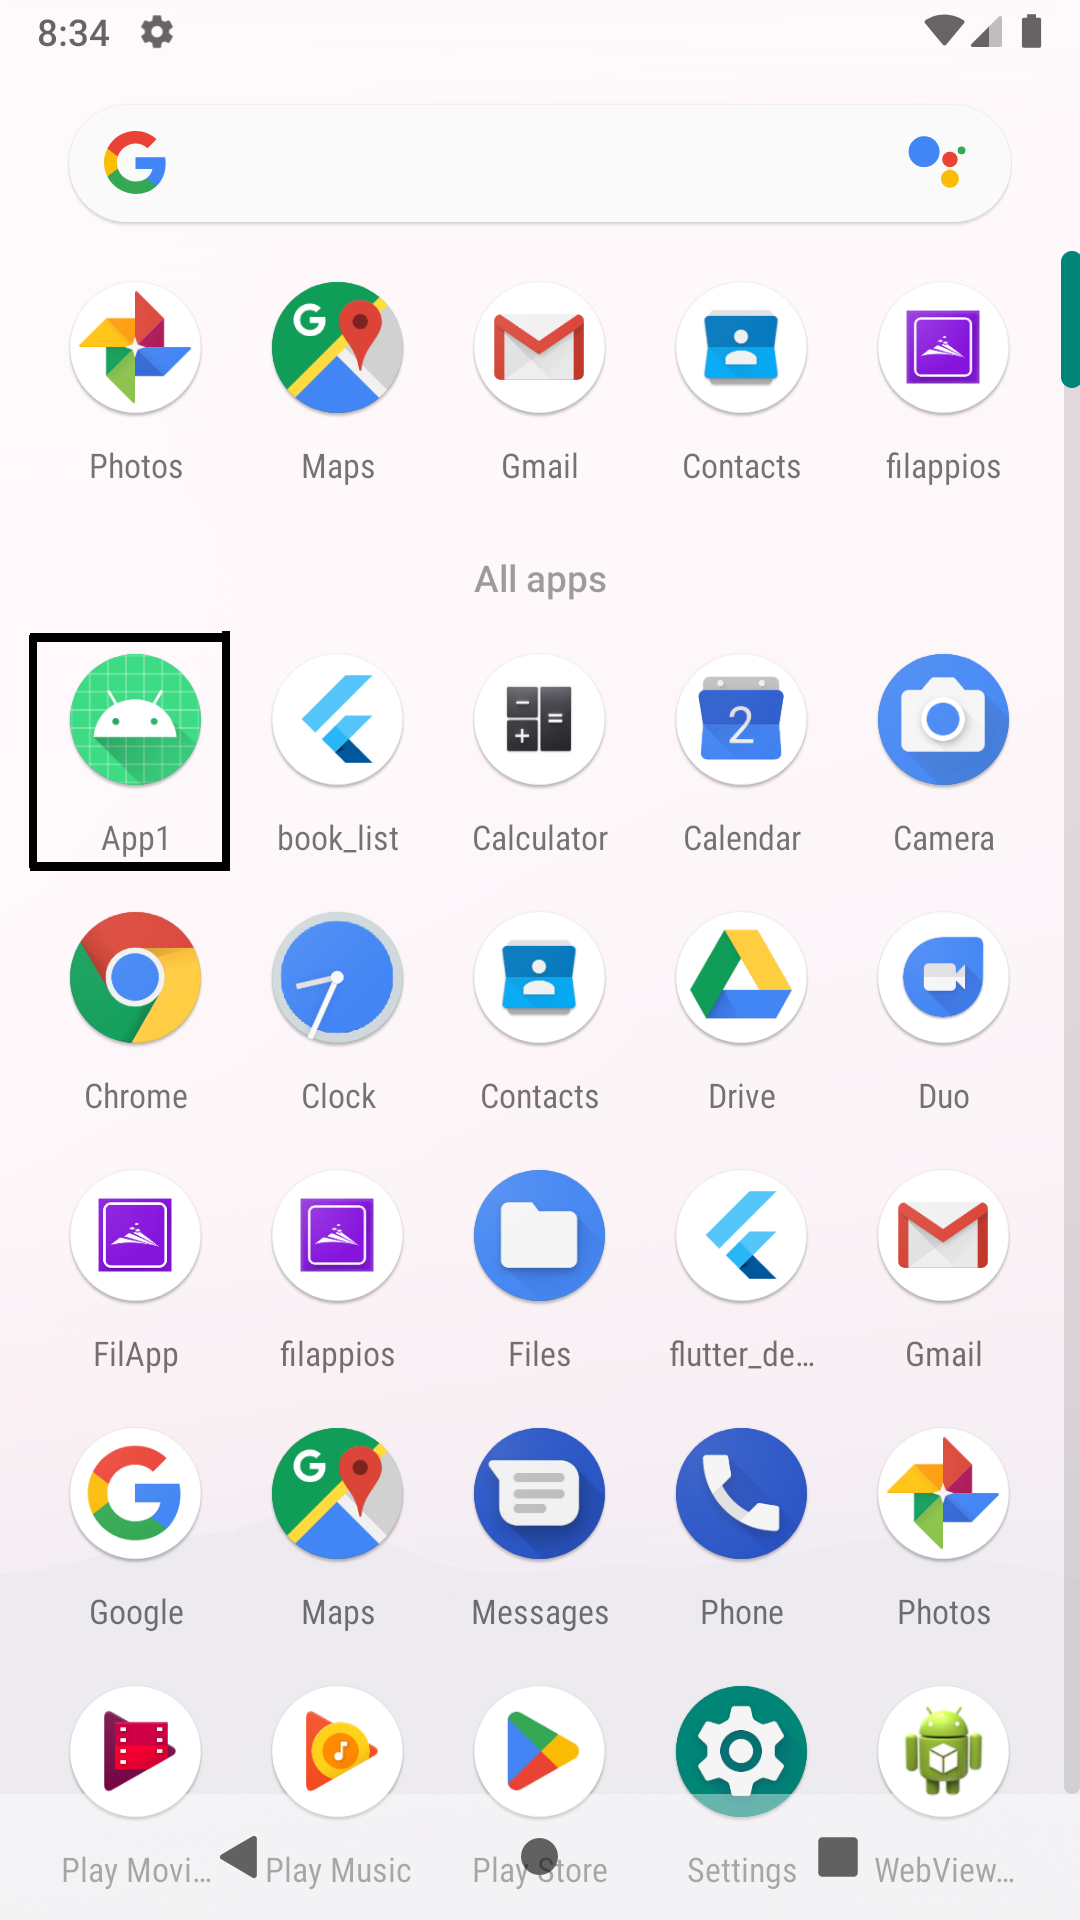 8:34
Photos Maps Gmail Contacts filappios
All apps
2
App1 book_list Calculator Calendar Camera
Chrome Clock Contacts Drive Duo
FilApp filappios Files flutter_de... Gmail
Google Maps Messages Phone Photos
Play Movi... Play Music Play Store Settings WebView...